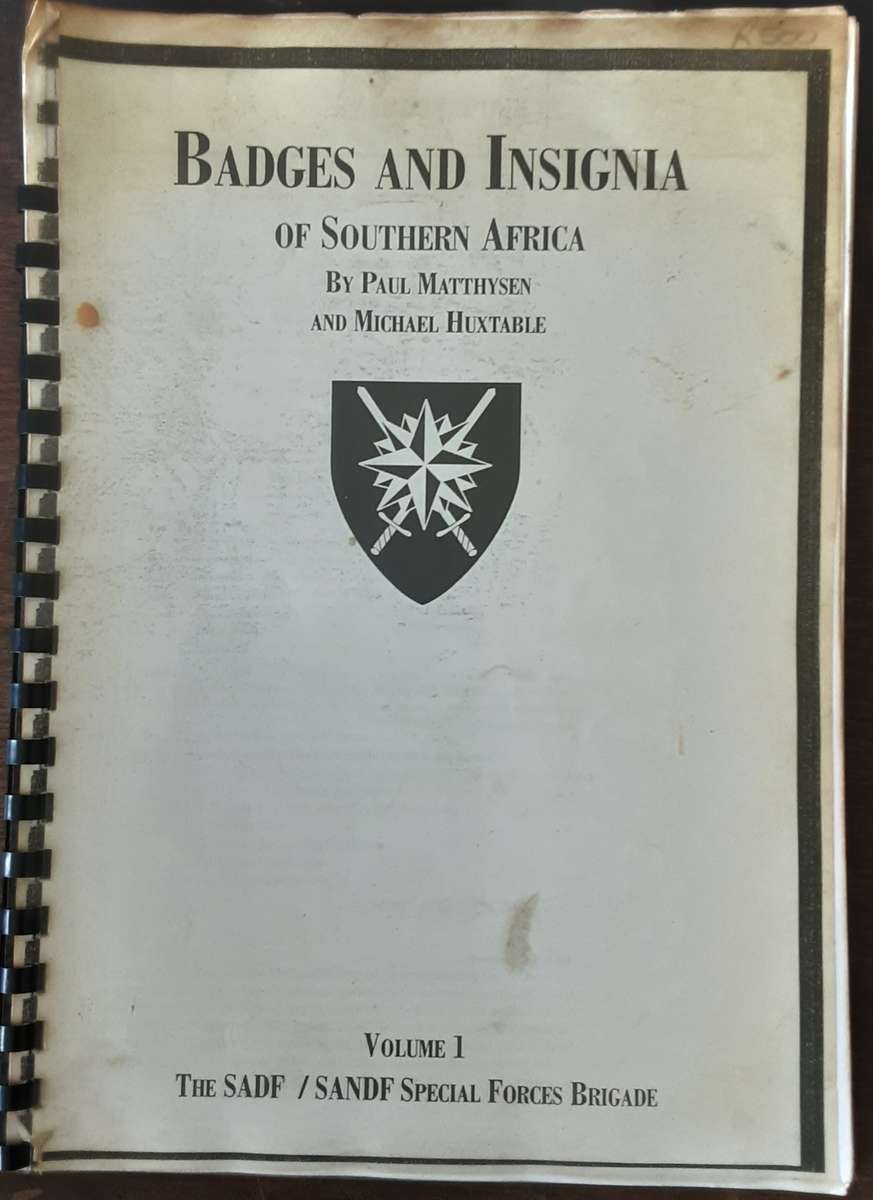 BADGES AND INSIGNIA
OF SOUTHERN AFRICA
BY PAUL MATTHYSEN
AND MICHAEL HUXTABLE
VOLUME 1
THE SADF / SANDF SPECIAL FORCES BRIGADE